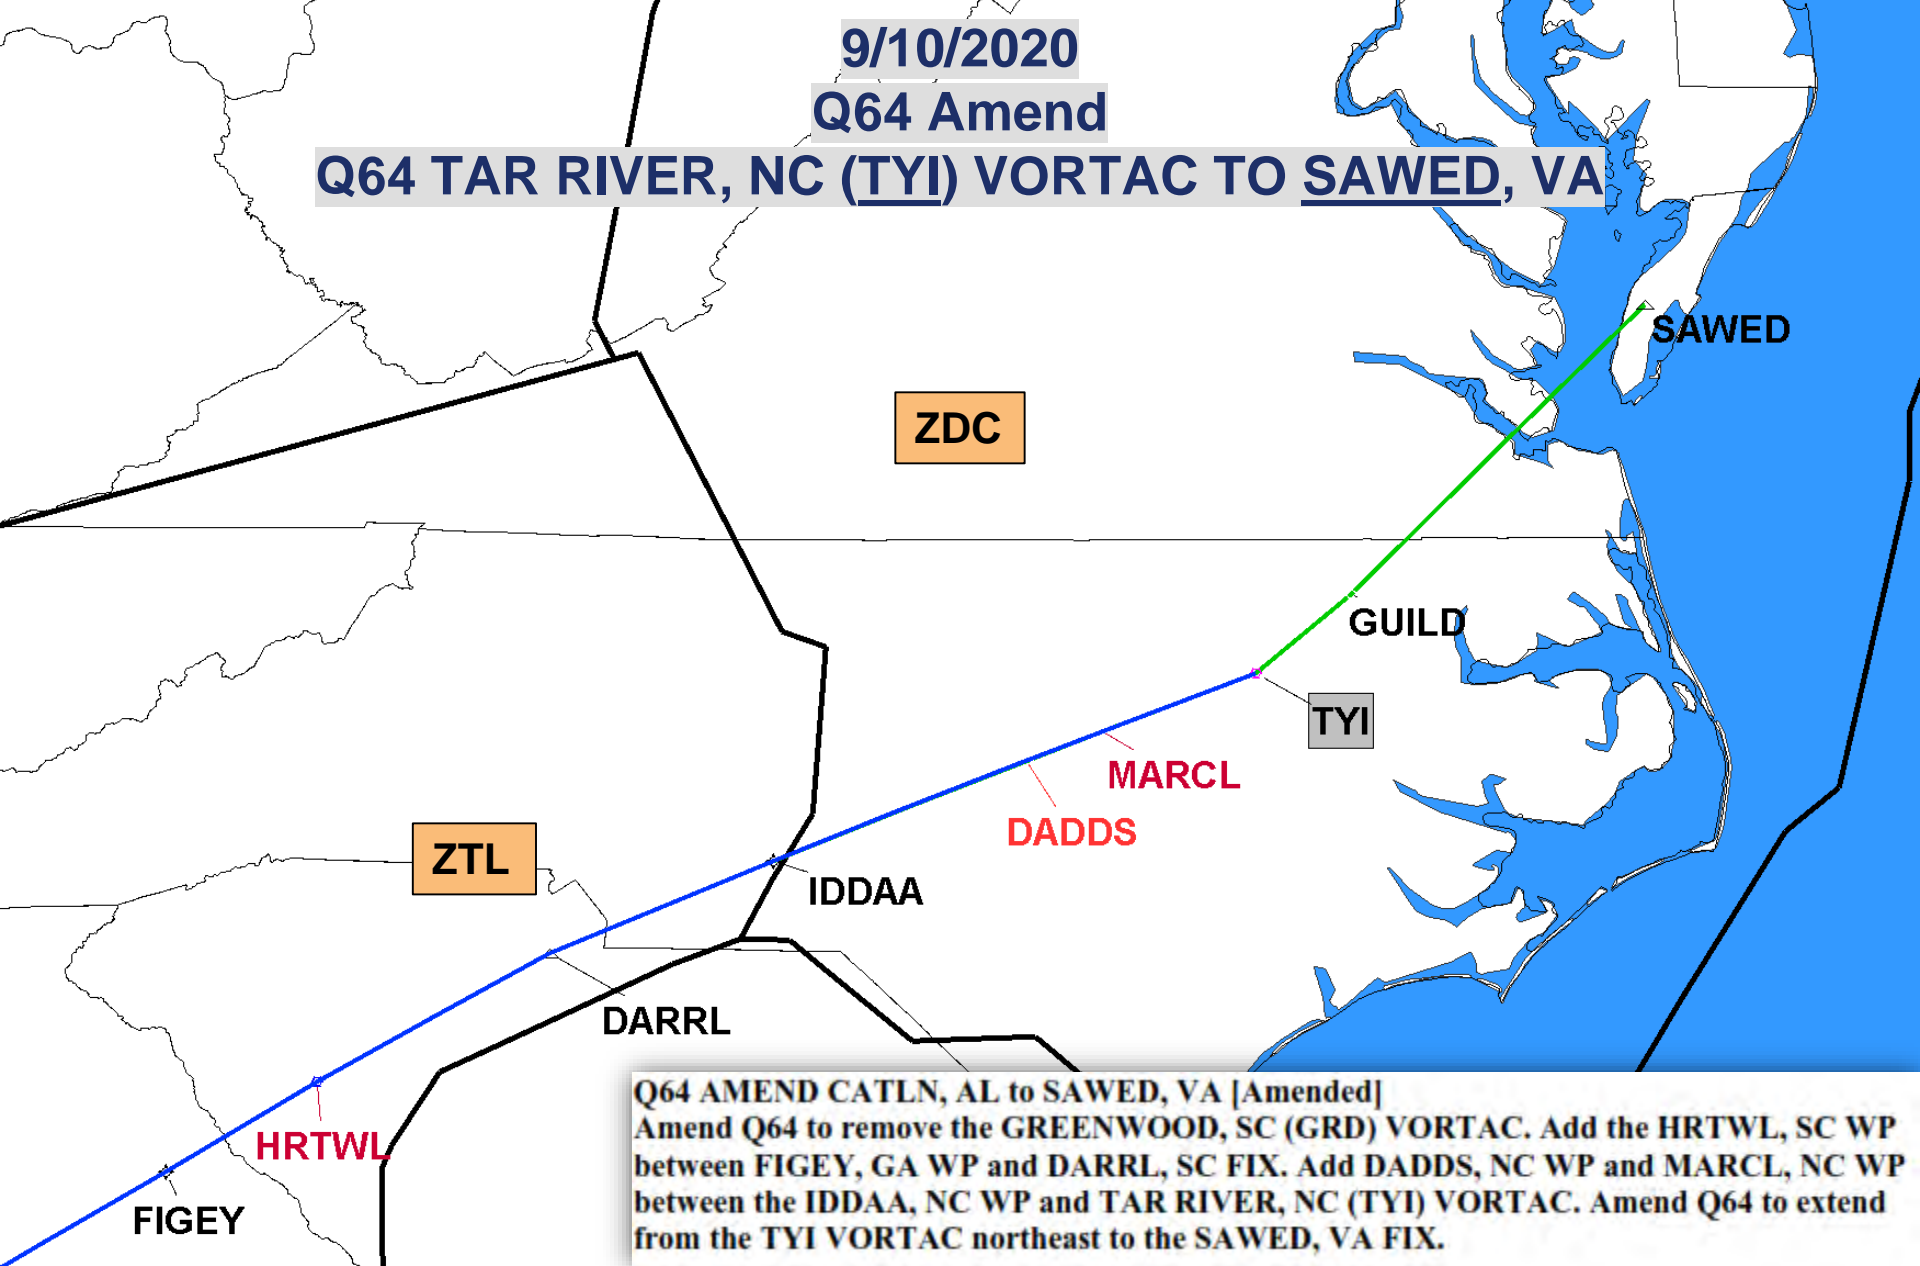 9/10/2020
Q64 Amend
Q64 TAR RIVER, NC (TYI) VORTAC TO SAWED, VA
SAWED
ZDC
GUILD
TYI
MARCL
DADDS
ZTL
IDDAA
DARRL
HRTWL
FIGEY
Q64 AMEND CATLN, AL to SAWED, VA [Amended]
Amend Q64 to remove the GREENWOOD, SC (GRD) VORTAC. Add the HRTWL, SC WP
between FIGEY, GA WP and DARRL, SC FIX. Add DADDS, NC WP and MARCL, NC WP
between the IDDAA, NC WP and TAR RIVER, NC (TYI) VORTAC. Amend Q64 to extend
from the TYI VORTAC northeast to the SAWED, VA FIX.